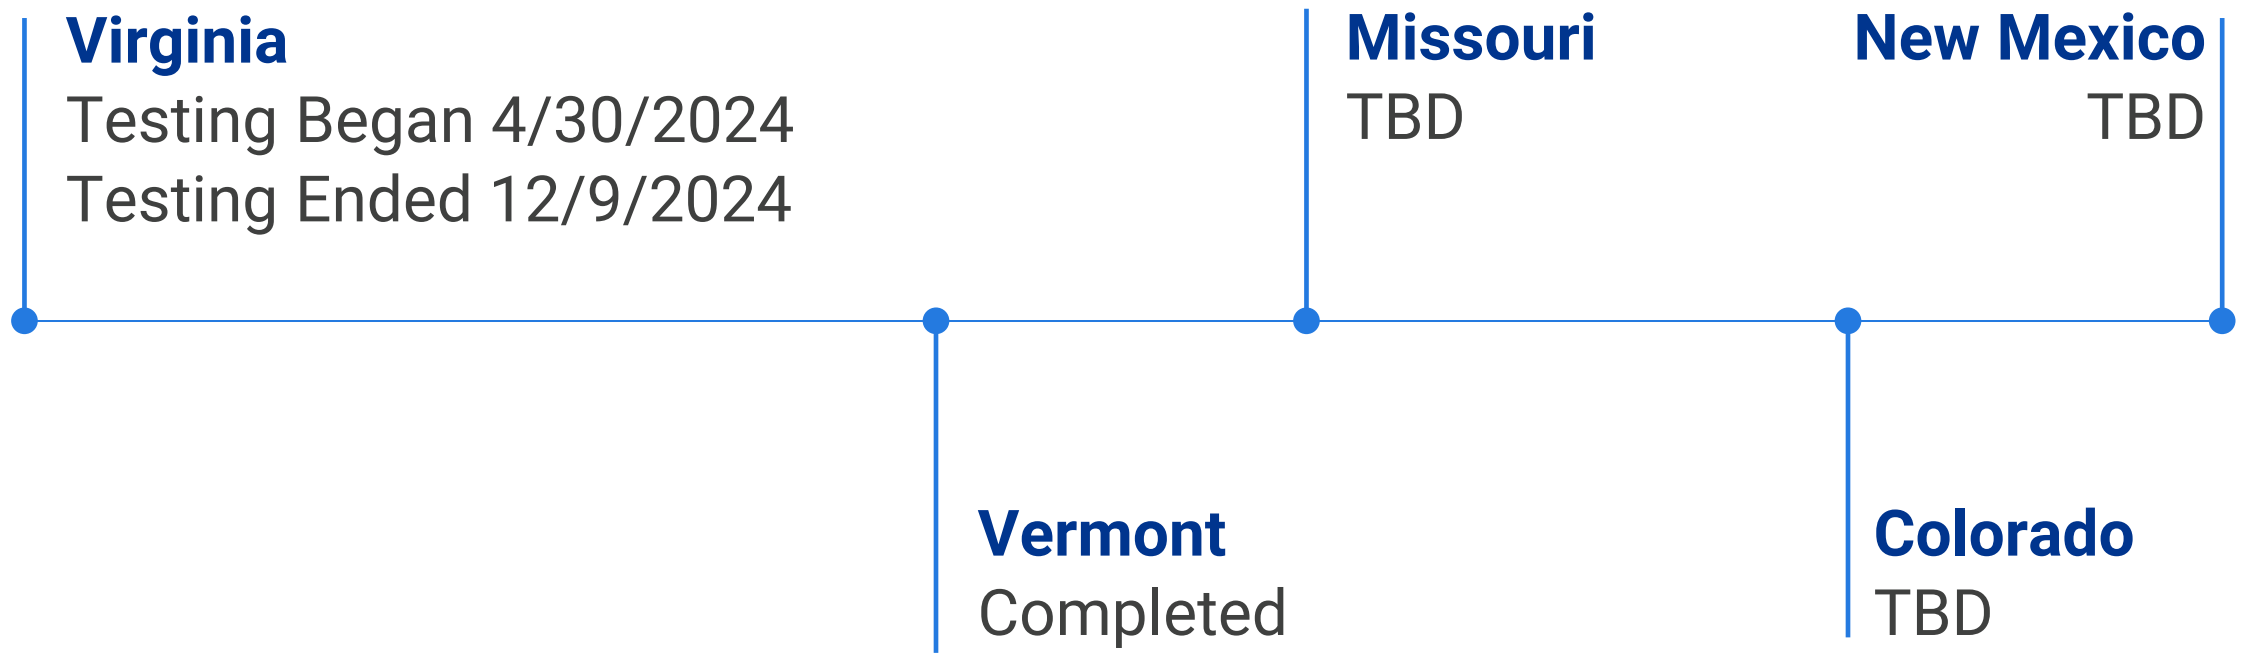 Virginia
Testing Began 4/30/2024
Testing Ended 12/9/2024
Vermont
Completed
Missouri
TBD
Colorado
TBD
New Mexico
TBD